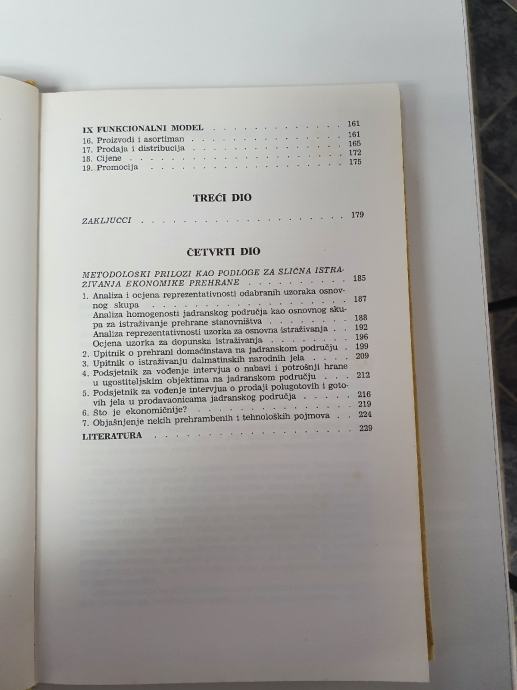 IX FUNKCIONALNI MODEL . . . . . . . . . . . . . 161
16. Proizvodi i asortiman . . . . . . . . . . . . . 161
17. Prodaja i distribucija . . . . . . . . . . . . . 165
18. Cijene . . . . . . . . . . . . . . . . . . 172
19. Promocija . . . . . . . . . . . . . . . . . 175
TREĆI DIO
ZAKLJUCCI . . . . . . . . . . . . . . . . . 179
ČETVRTI DIO
METODOLOSKI PRILOZI KAO PODLOGE ZA SLIČNA ISTRA-
ŽIVANJA EKONOMIKE PREHRANE . . . . . . . . . 185
1. Analiza i ocjena reprezentativnosti odabranih uzoraka osnov-
nog skupa . . . . . . . . . . . . . . . . . 187
Analiza homogenosti jadranskog područja kao osnovnog sku-
pa za istraživanje prehrane stanovništva . . . . . . . 188
Analiza reprezentativnosti uzorka za osnovna istraživanja . . 192
Ocjena uzorka za dopunska istraživanja . . . . . . . 196
2. Upitnik o prehrani domaćinstava na jadranskom području . 199
3. Upitnik o istraživanju dalmatinskih narodnih jela . . . . 209
4. Podsjetnik za vođenje intervjua o nabavi i potrošnji hrane
u ugostiteljskim objektima na jadranskom području . . . 212
5. Podsjetnik za vođenje intervjua o prodaji polugotovih i goto-
vih jela u prodavaonicama jadranskog područja . . . . . 216
6. Sto je ekonomičnije? . . . . . . . . . . . . . 219
7. Objašnjenje nekih prehrambenih i tehnoloških pojmova . . 224
LITERATURA . . . . . . . . . . . . . . . . 229